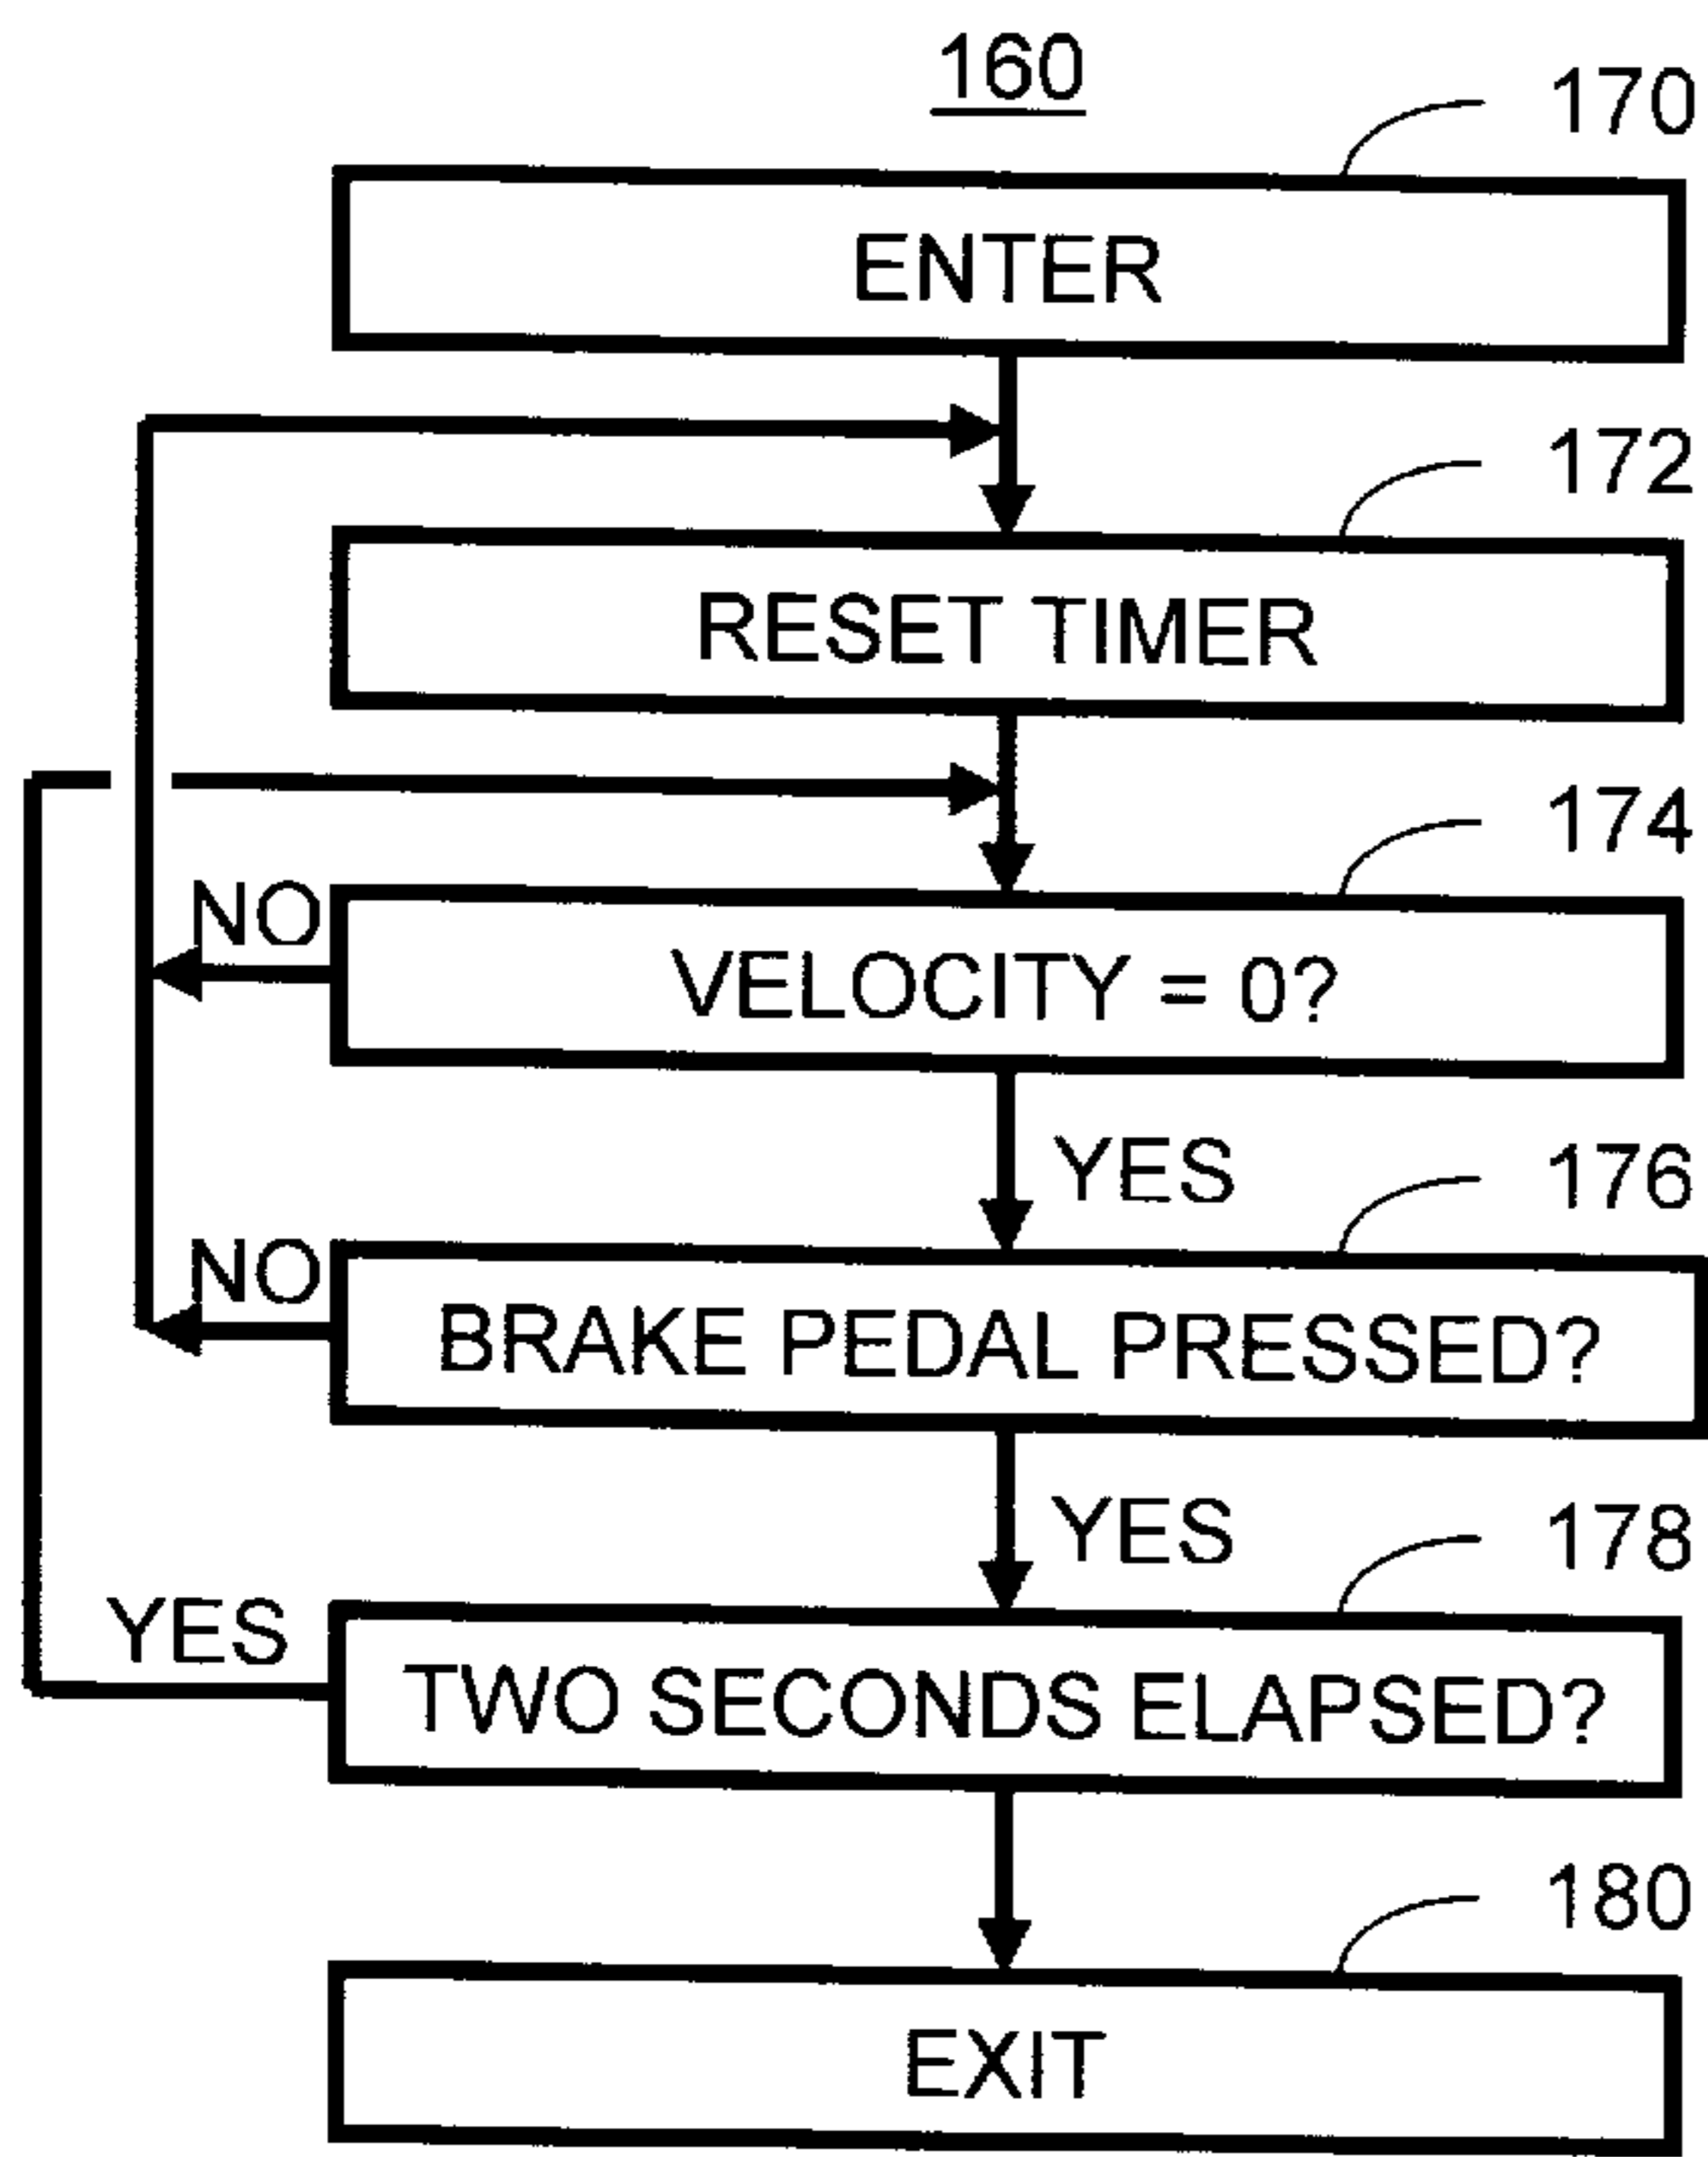 160
170
ENTER
172
RESET TIMER
174
NO
VELOCITY = 0?
YES
176
NO
BRAKE PEDAL PRESSED?
YES
178
YES
TWO SECONDS ELAPSED?
180
EXIT